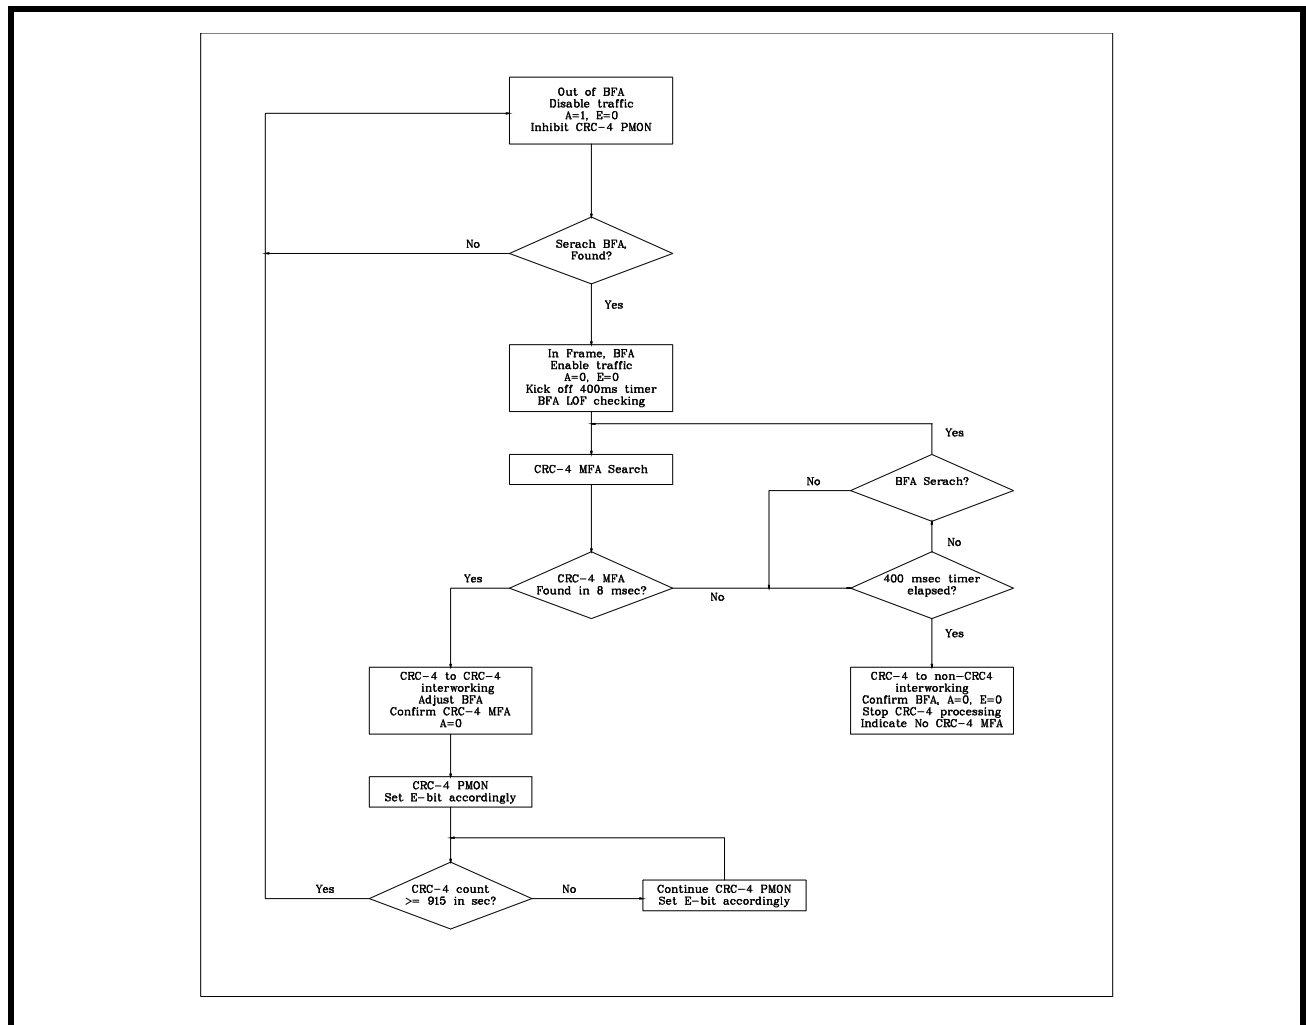 Out of BFA
Disable traffic
A=1, E=0
Inhibit CRC-4 PMON
No
Serach BFA,
Found?
Yes
In Frame, BFA
Enable traffic
A=0, E=0
Kick off 400ms timer
BFA LOF checking
Yes
CRC-4 MFA Search
No
BFA Serach?
No
Yes
CRC-4 MFA
Found in 8 msec?
No
400 msec timer
elapsed?
Yes
CRC-4 to CRC-4
interworking
Adjust BFA
Confirm CRC-4 MFA
A=0
CRC-4 to non-CRC4
interworking
Confirm BFA, A=0, E=0
Stop CRC-4 processing
Indicate No CRC-4 MFA
CRC-4 PMON
Set E-bit accordingly
Yes
CRC-4 count
>= 915 in sec?
No
Continue CRC-4 PMON
Set E-bit accordingly